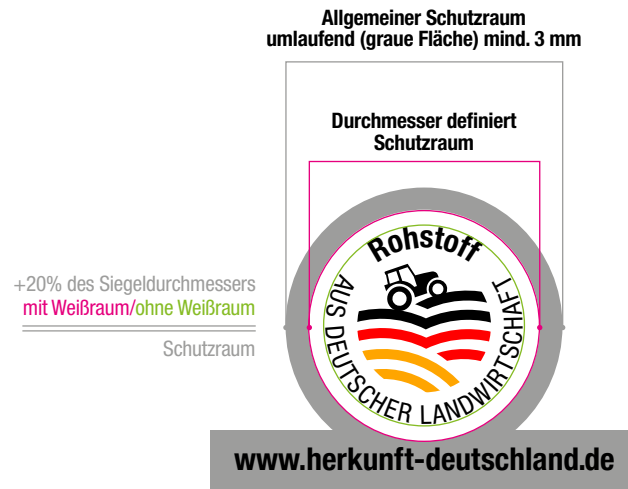 Allgemeiner Schutzraum
umlaufend (graue Fläche) mind. 3 mm
Durchmesser definiert
Schutzraum
+20% des Siegeldurchmessers
mit Weißraum/ohne Weißraum
Schutzraum
Rohstoff
AUS DEUTSCHER LANDWIRTSCHAFT
www.herkunft-deutschland.de